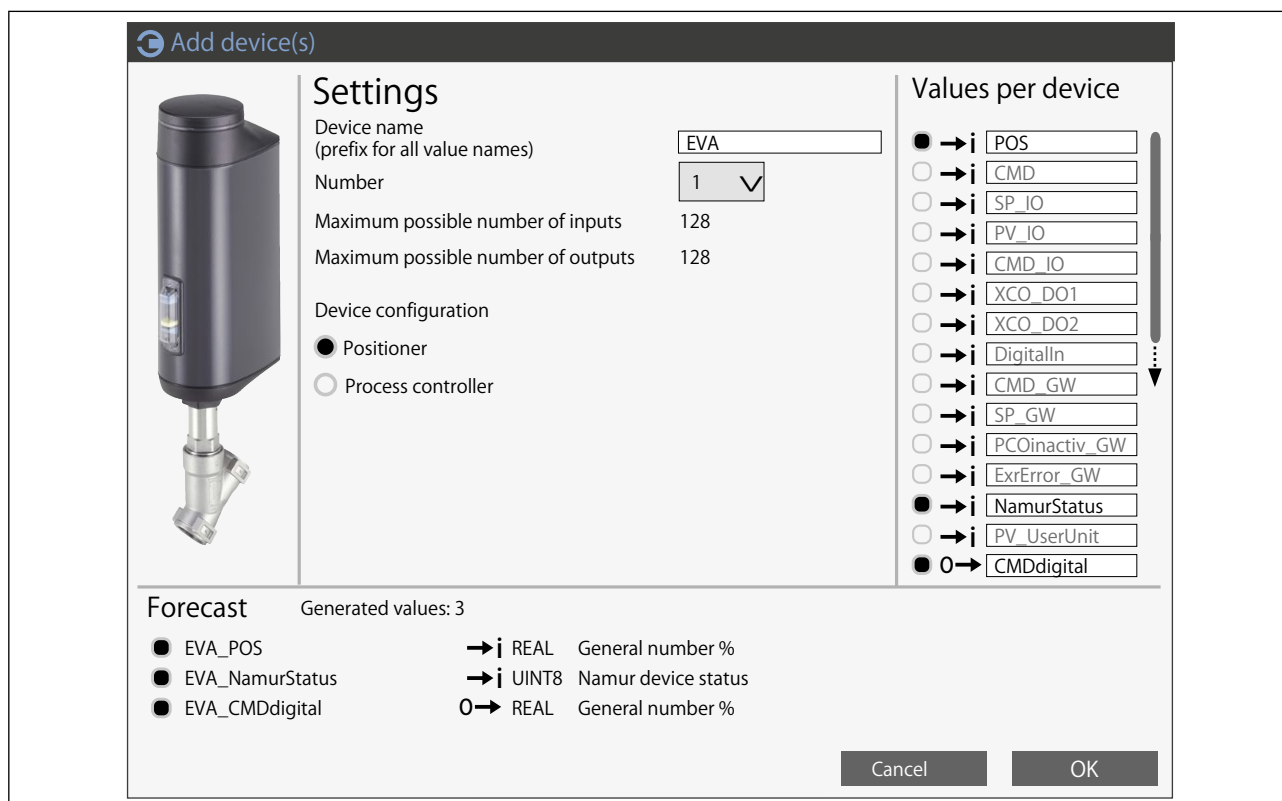 Add device(s)
Settings
Device name
(prefix for all value names)
EVA
Number
1
Maximum possible number of inputs
128
Maximum possible number of outputs
128
Device configuration
Positioner
Process controller
Values per device
i POS
i CMD
i SP_IO
i PV_IO
i CMD_IO
i XCO_DO1
i XCO_DO2
i DigitalIn
i CMD_GW
i SP_GW
i PCOinactiv_GW
i ExrError_GW
i NamurStatus
i PV_UserUnit
O CMDdigital
Forecast
Generated values: 3
EVA_POS i REAL General number %
EVA_NamurStatus i UINT8 Namur device status
EVA_CMDdigital O REAL General number %
Cancel
OK